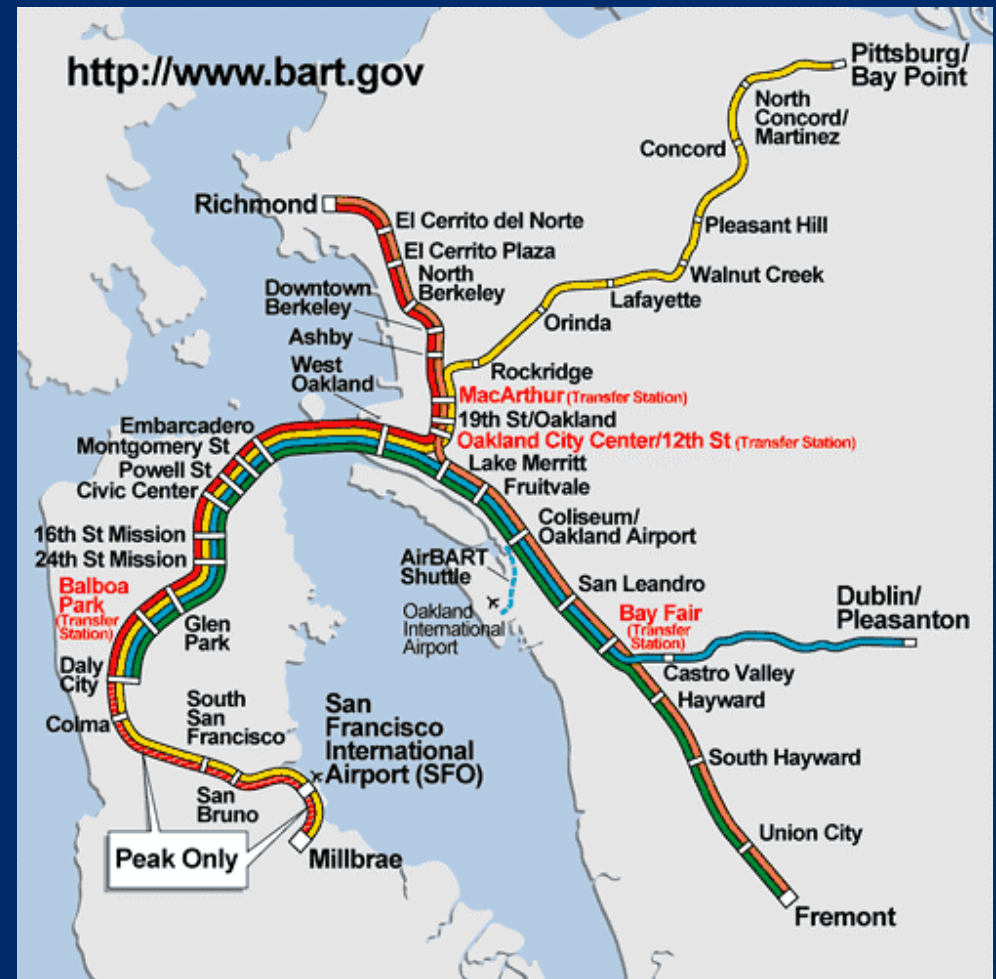 http://www.bart.gov
Pittsburg/
Bay Point
North
Concord/
Martinez
Concord
Pleasant Hill
Walnut Creek
Lafayette
Orinda
Rockridge
Richmond
El Cerrito del Norte
El Cerrito Plaza
North
Berkeley
Downtown
Berkeley
Ashby
West
Oakland
MacArthur (Transfer Station)
19th St/Oakland
Oakland City Center/12th St (Transfer Station)
Lake Merritt
Fruitvale
Coliseum/
Oakland Airport
Embarcadero
Montgomery St
Powell St
Civic Center
16th St Mission
24th St Mission
Balboa
Park
(Transfer
Station)
Glen
Park
Daly
City
Colma
South
San
Francisco
San
Bruno
San
Francisco
International
Airport (SFO)
Millbrae
Peak Only
AirBART
Shuttle
Oakland
International
Airport
San Leandro
Bay Fair
(Transfer
Station)
Dublin/
Pleasanton
Castro Valley
Hayward
South Hayward
Union City
Fremont